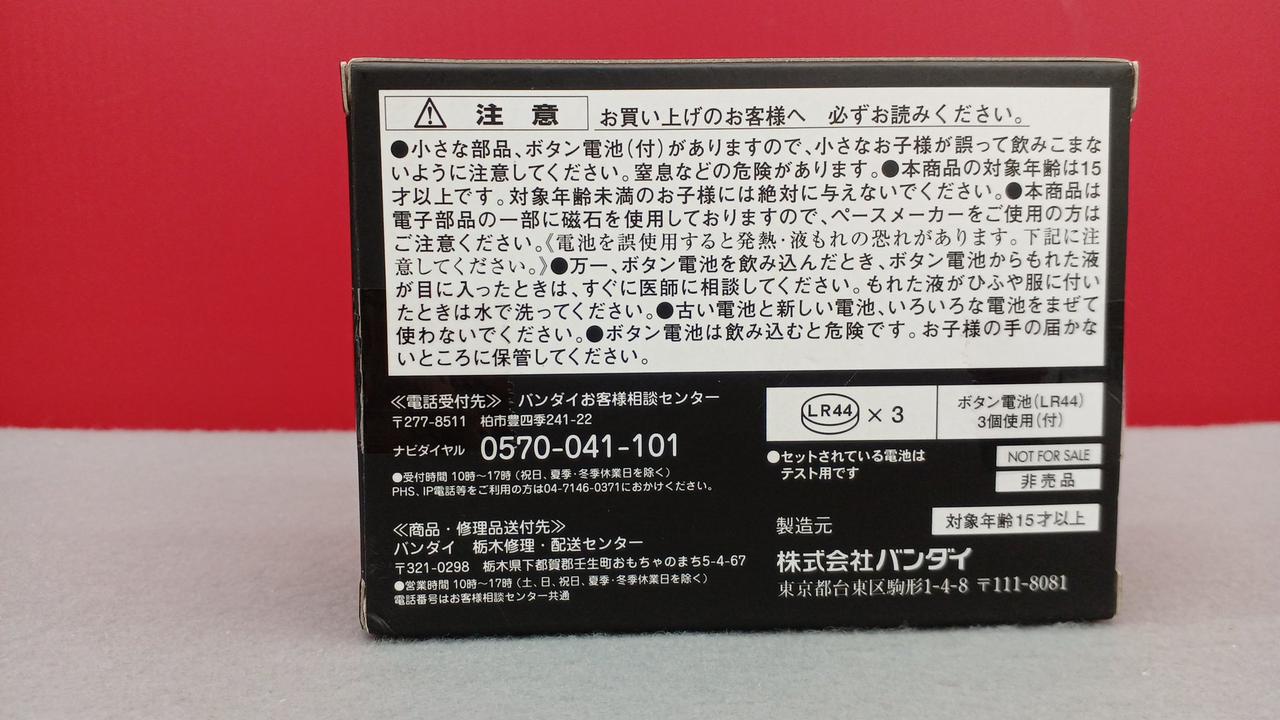 注 意 お買い上げのお客様へ 必ずお読みください。
●小さな部品、ボタン電池(付)がありますので、小さなお子様が誤って飲みこまな
いように注意してください。窒息などの危険があります。●本商品の対象年齢は15
才以上です。対象年齢未満のお子様には絶対に与えないでください。●本商品は
電子部品の一部に磁石を使用しておりますので、ペースメーカーをご使用の方は
ご注意ください。《電池を誤使用すると発熱・液もれの恐れがあります。下記に注
意してください。》●万一、ボタン電池を飲み込んだとき、ボタン電池からもれた液
が目に入ったときは、すぐに医師に相談してください。もれた液がひふや服に付い
たときは水で洗ってください。●古い電池と新しい電池、いろいろな電池をまぜて
使わないでください。●ボタン電池は飲み込むと危険です。お子様の手の届かな
いところに保管してください。
≪電話受付先≫ バンダイお客様相談センター
〒277-8511 柏市豊四季241-22
ナビダイヤル 0570-041-101
●受付時間 10時～17時(祝日、夏季・冬季休業日を除く)
PHS、IP電話等をご利用の方は04-7146-0371におかけください。
≪商品・修理品送付先≫
バンダイ 栃木修理・配送センター
〒321-0298 栃木県下都賀郡壬生町おもちゃのまち5-4-67
●営業時間 10時～17時(土、日、祝日、夏季・冬季休業日を除く)
電話番号はお客様相談センター共通
LR44 × 3
ボタン電池(LR44)
3個使用(付)
●セットされている電池は
テスト用です
NOT FOR SALE
非売品
製造元
対象年齢15才以上
株式会社バンダイ
東京都台東区駒形1-4-8 〒111-8081